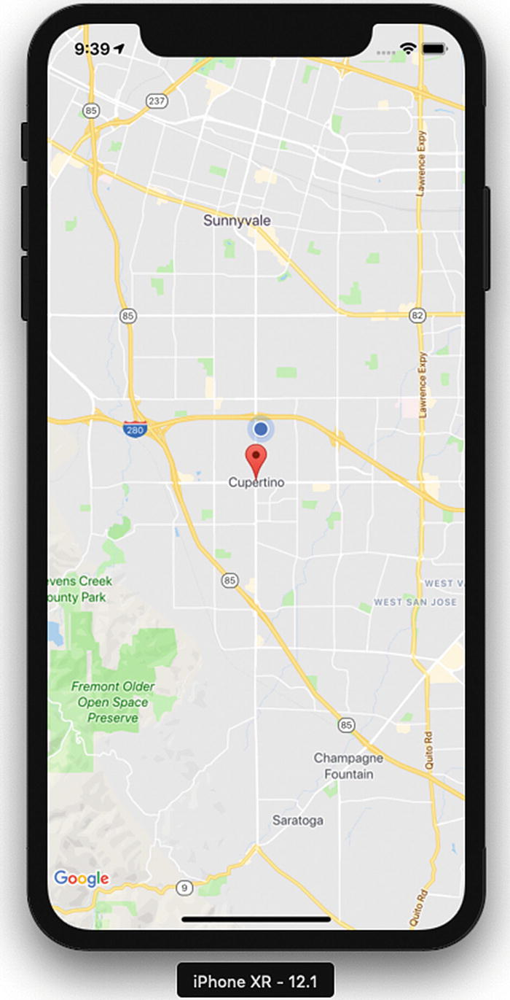 9:39
237
85
Lawrence Expy
Sunnyvale
85
82
Lawrence Expy
280
Cupertino
evens Creek
ounty Park
85
WEST V
WEST SAN JOSE
Fremont Older
Open Space
Preserve
85
Quito Rd
Champagne
Fountain
Saratoga
Google
9
Quito Rd
iPhone XR - 12.1